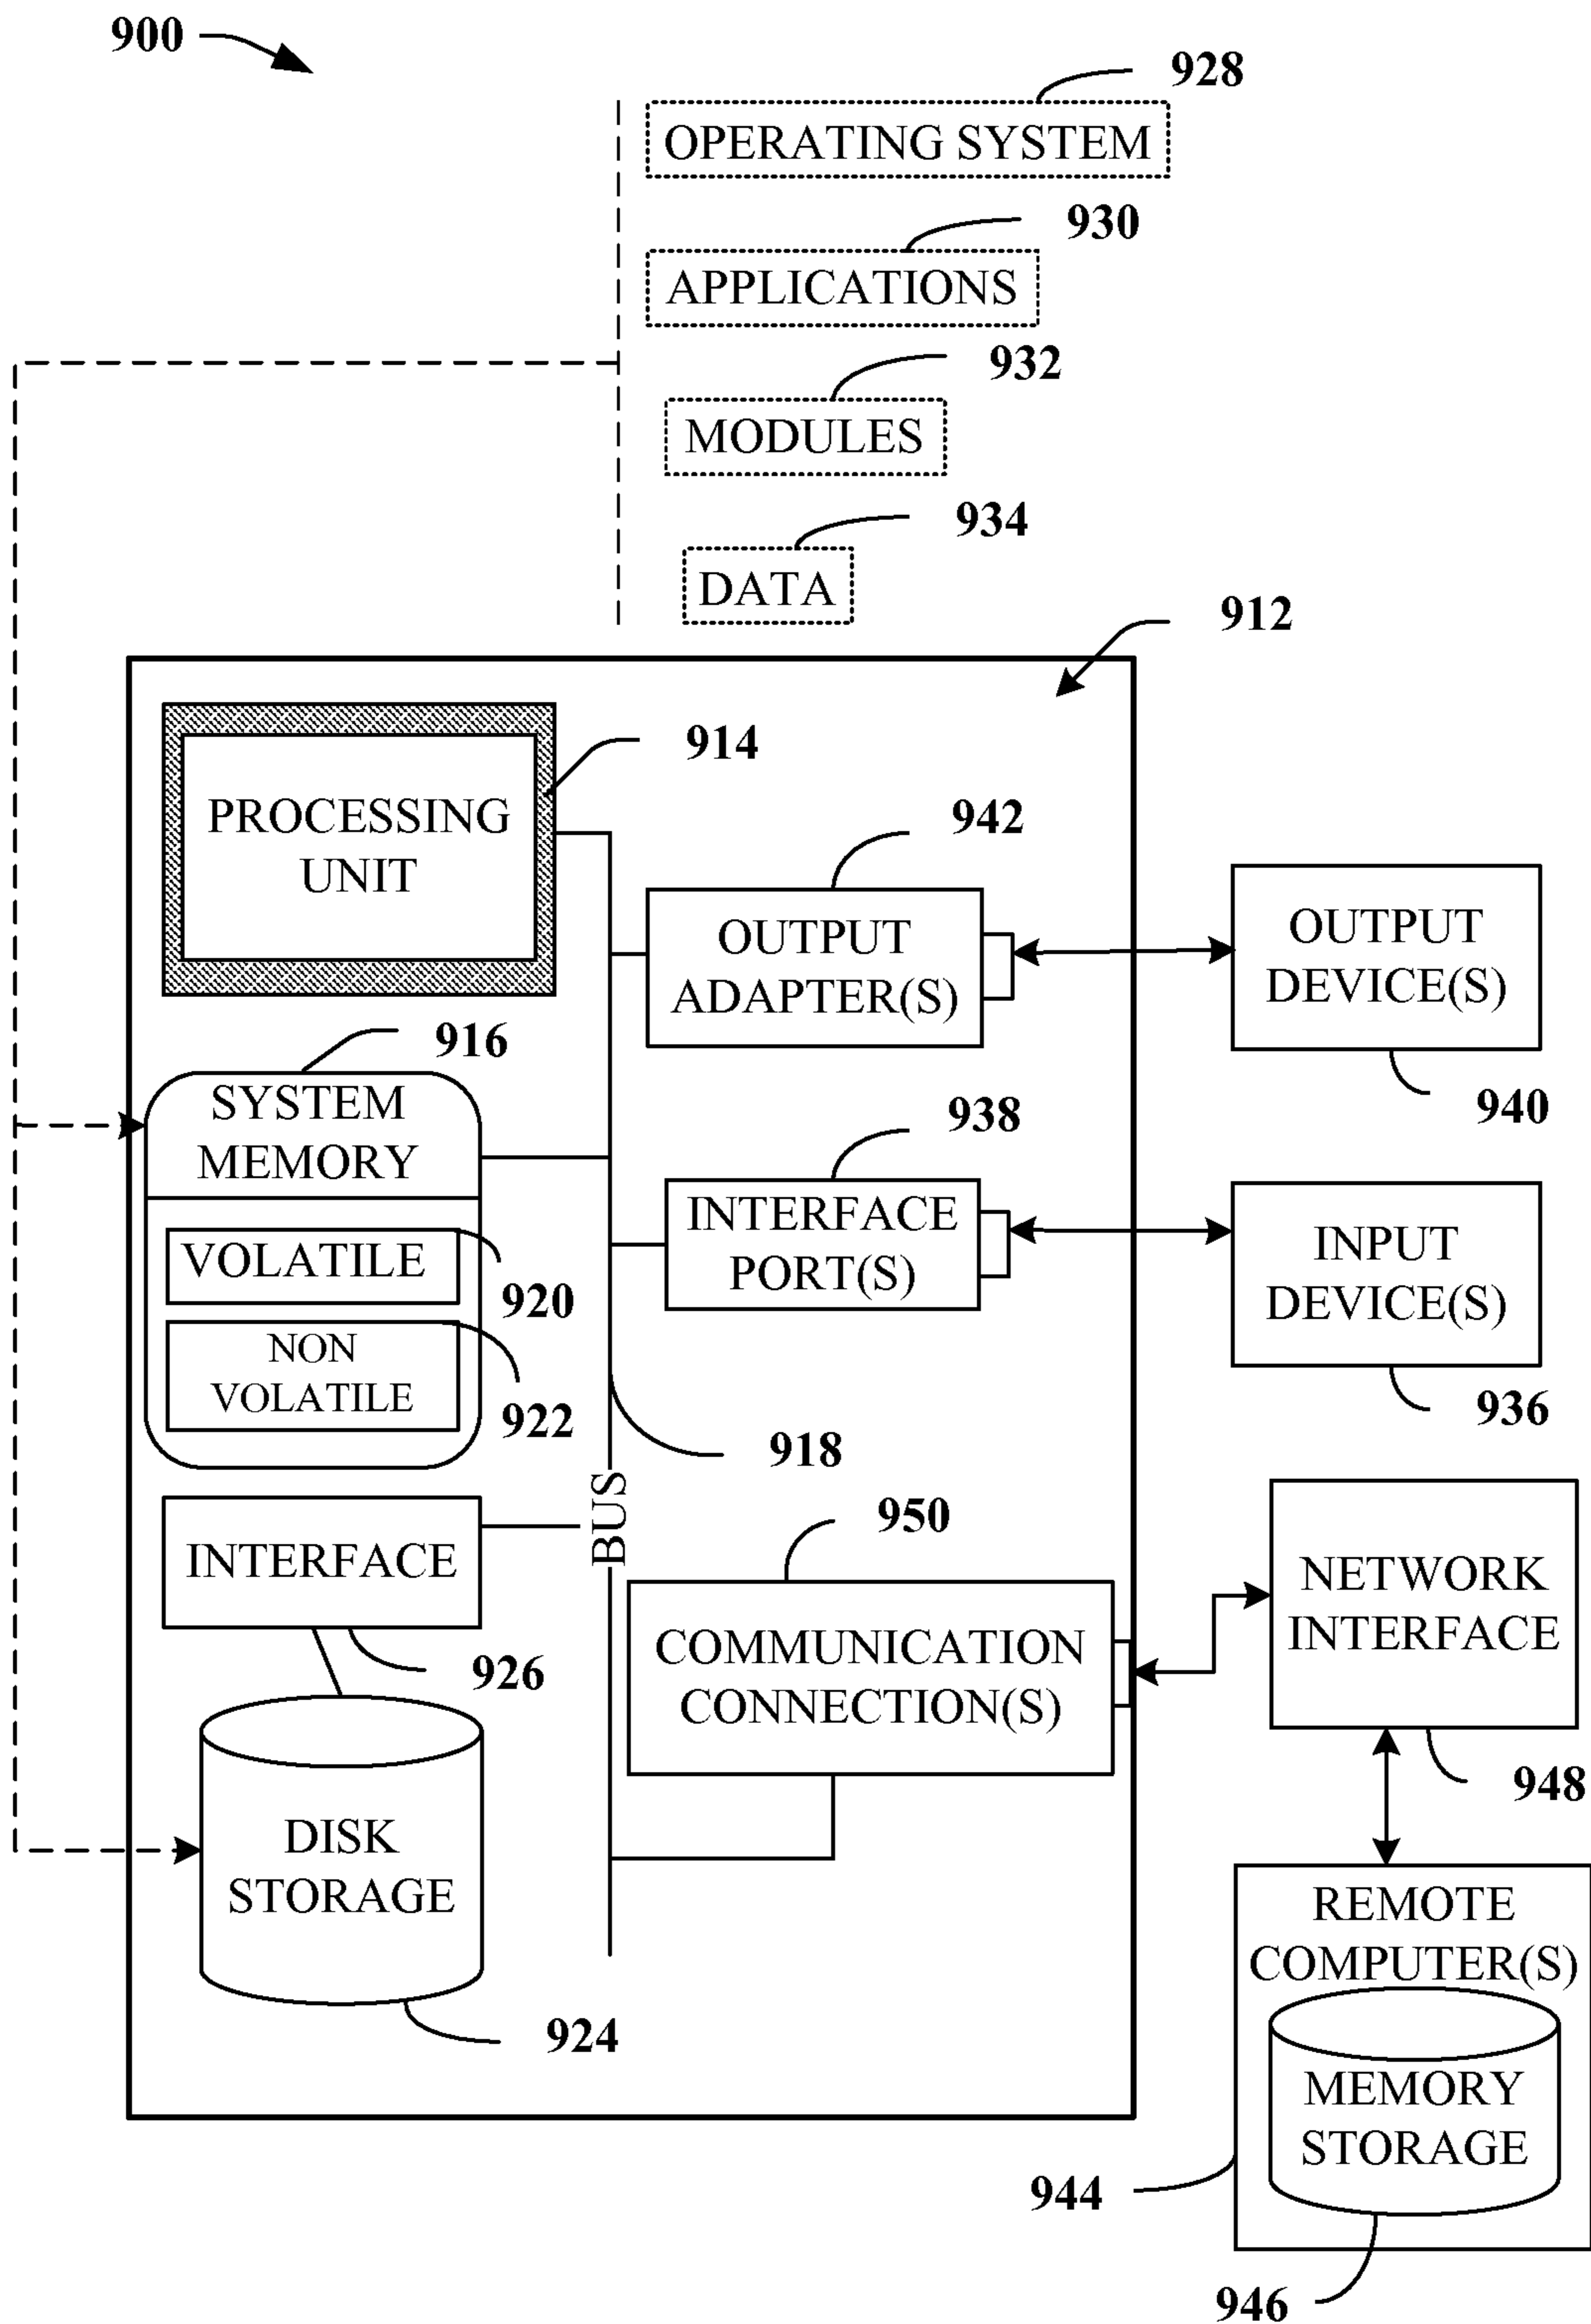 900
928
OPERATING SYSTEM
930
APPLICATIONS
932
MODULES
934
DATA
912
914
PROCESSING
UNIT
942
OUTPUT
ADAPTER(S)
OUTPUT
DEVICE(S)
940
916
SYSTEM
MEMORY
938
INTERFACE
PORT(S)
INPUT
DEVICE(S)
936
VOLATILE
920
NON
VOLATILE
922
918
BUS
INTERFACE
926
950
COMMUNICATION
CONNECTION(S)
NETWORK
INTERFACE
948
DISK
STORAGE
924
REMOTE
COMPUTER(S)
MEMORY
STORAGE
944
946